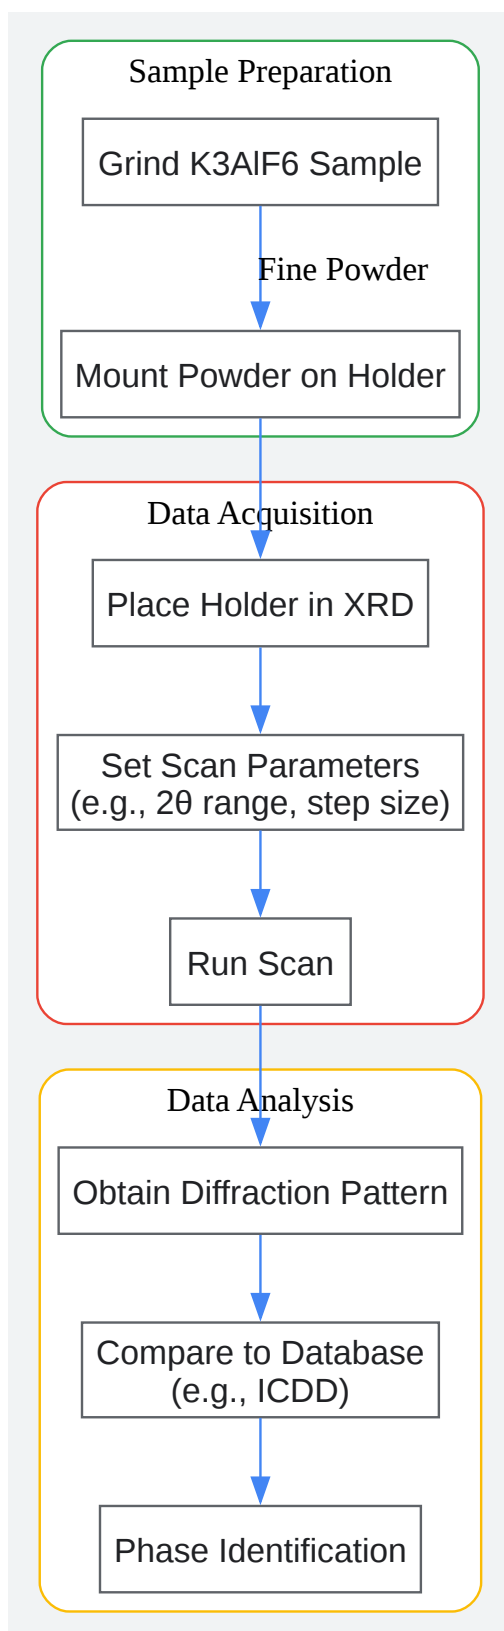 Sample Preparation
Grind K3AlF6 Sample
Fine Powder
Mount Powder on Holder
Data Acquisition
Place Holder in XRD
Set Scan Parameters
(e.g., 2θ range, step size)
Run Scan
Data Analysis
Obtain Diffraction Pattern
Compare to Database
(e.g., ICDD)
Phase Identification